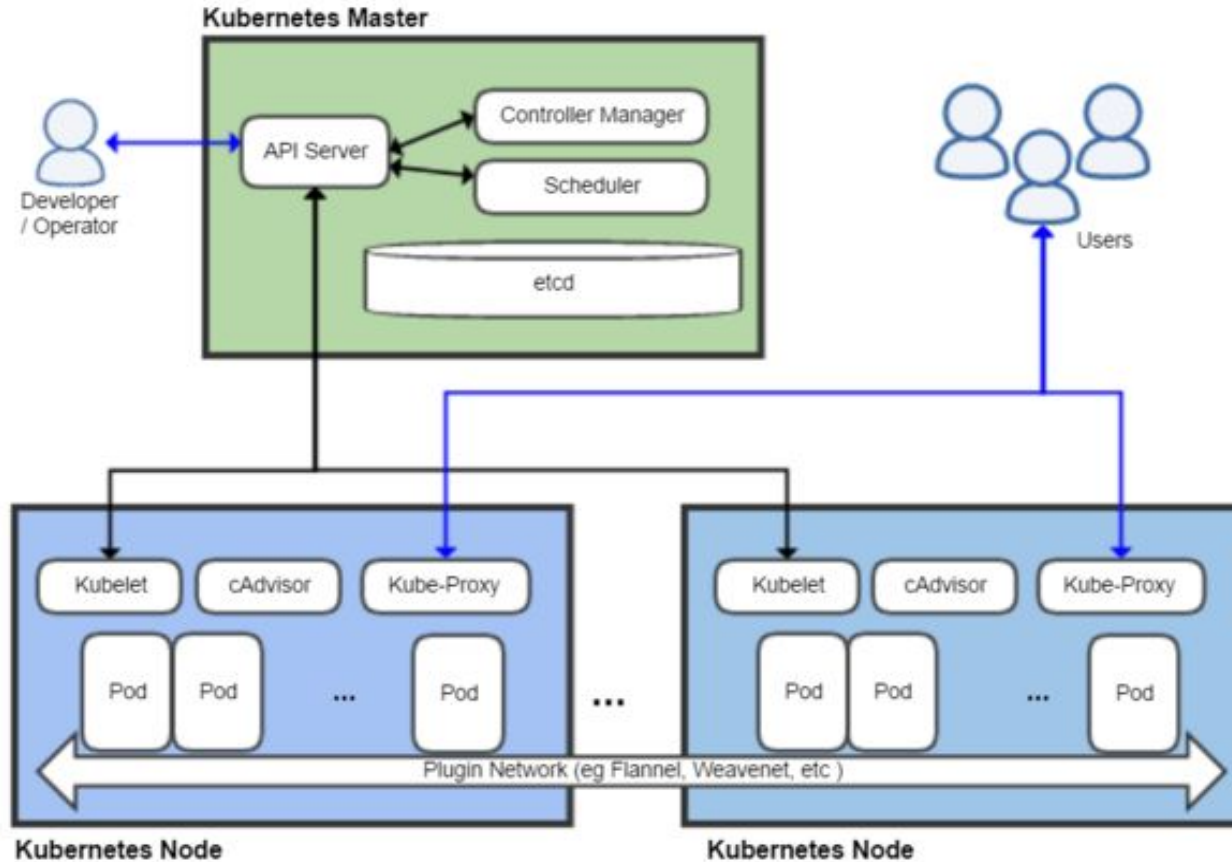 Kubernetes Master
API Server
Controller Manager
Scheduler
etcd
Developer
/ Operator
Users
Kubelet
cAdvisor
Kube-Proxy
Pod
Pod
...
Pod
...
Kubelet
cAdvisor
Kube-Proxy
Pod
Pod
...
Pod
Plugin Network (eg Flannel, Weavenet, etc )
Kubernetes Node
Kubernetes Node